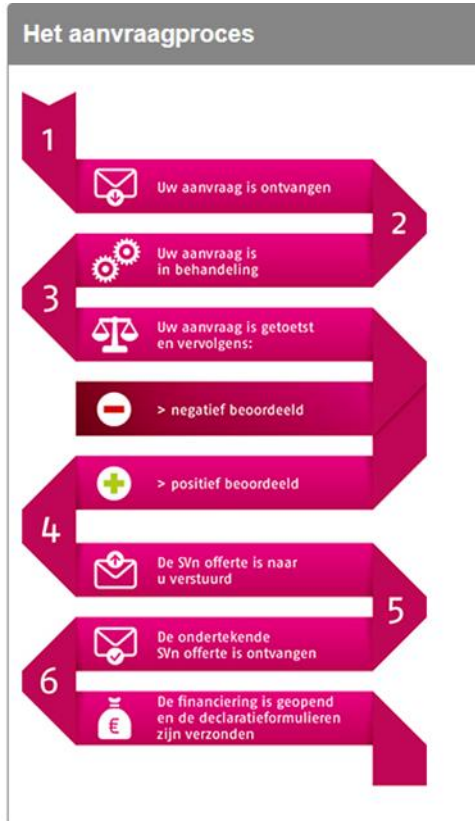 Het aanvraagproces
1
Uw aanvraag is ontvangen
2
Uw aanvraag is
in behandeling
3
Uw aanvraag is getoetst
en vervolgens:
> negatief beoordeeld
> positief beoordeeld
4
De SVn offerte is naar
u verstuurd
5
De ondertekende
SVn offerte is ontvangen
6
De financiering is geopend
en de declaratieformulieren
zijn verzonden
€